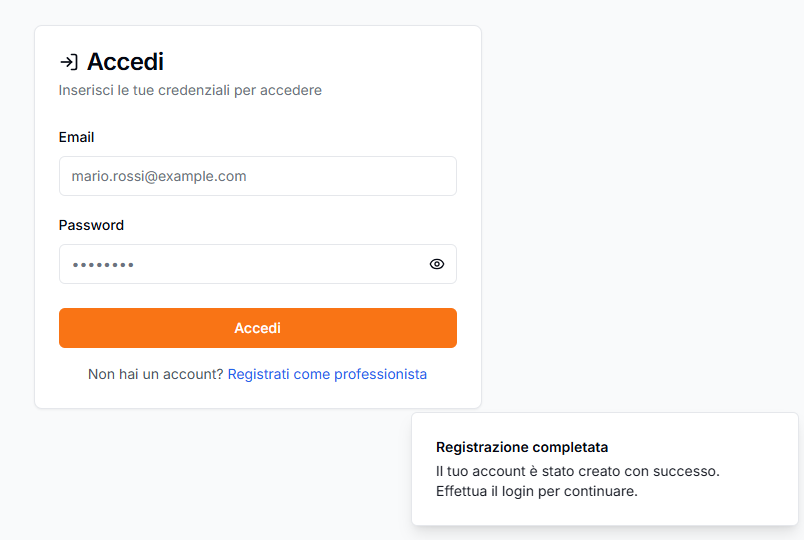 Accedi
Inserisci le tue credenziali per accedere
Email
mario.rossi@example.com
Password
••••••••
Accedi
Non hai un account? Registrati come professionista
Registrazione completata
Il tuo account è stato creato con successo.
Effettua il login per continuare.